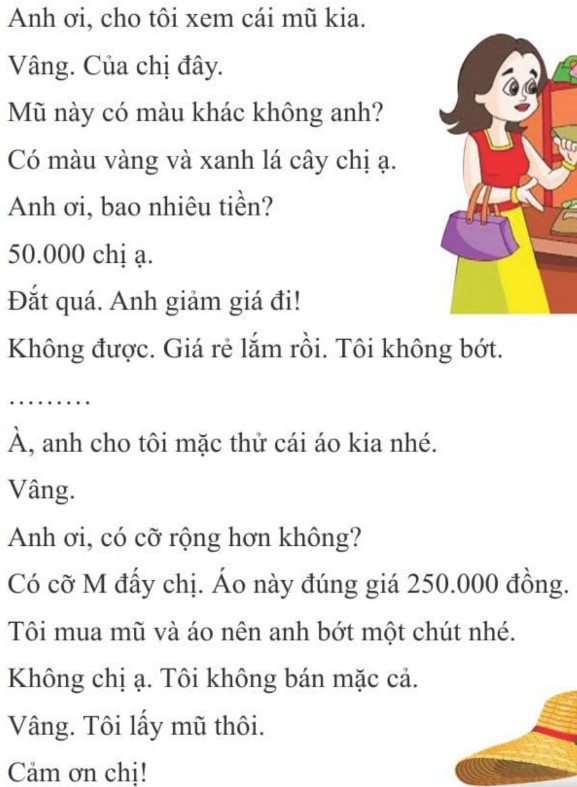 Anh ơi, cho tôi xem cái mũ kia.
Vâng. Của chị đây.
Mũ này có màu khác không anh?
Có màu vàng và xanh lá cây chị ạ.
Anh ơi, bao nhiêu tiền?
50.000 chị ạ.
Đắt quá. Anh giảm giá đi!
Không được. Giá rẻ lắm rồi. Tôi không bớt.
.........
À, anh cho tôi mặc thử cái áo kia nhé.
Vâng.
Anh ơi, có cỡ rộng hơn không?
Có cỡ M đấy chị. Áo này đúng giá 250.000 đồng.
Tôi mua mũ và áo nên anh bớt một chút nhé.
Không chị ạ. Tôi không bán mặc cả.
Vâng. Tôi lấy mũ thôi.
Cảm ơn chị!